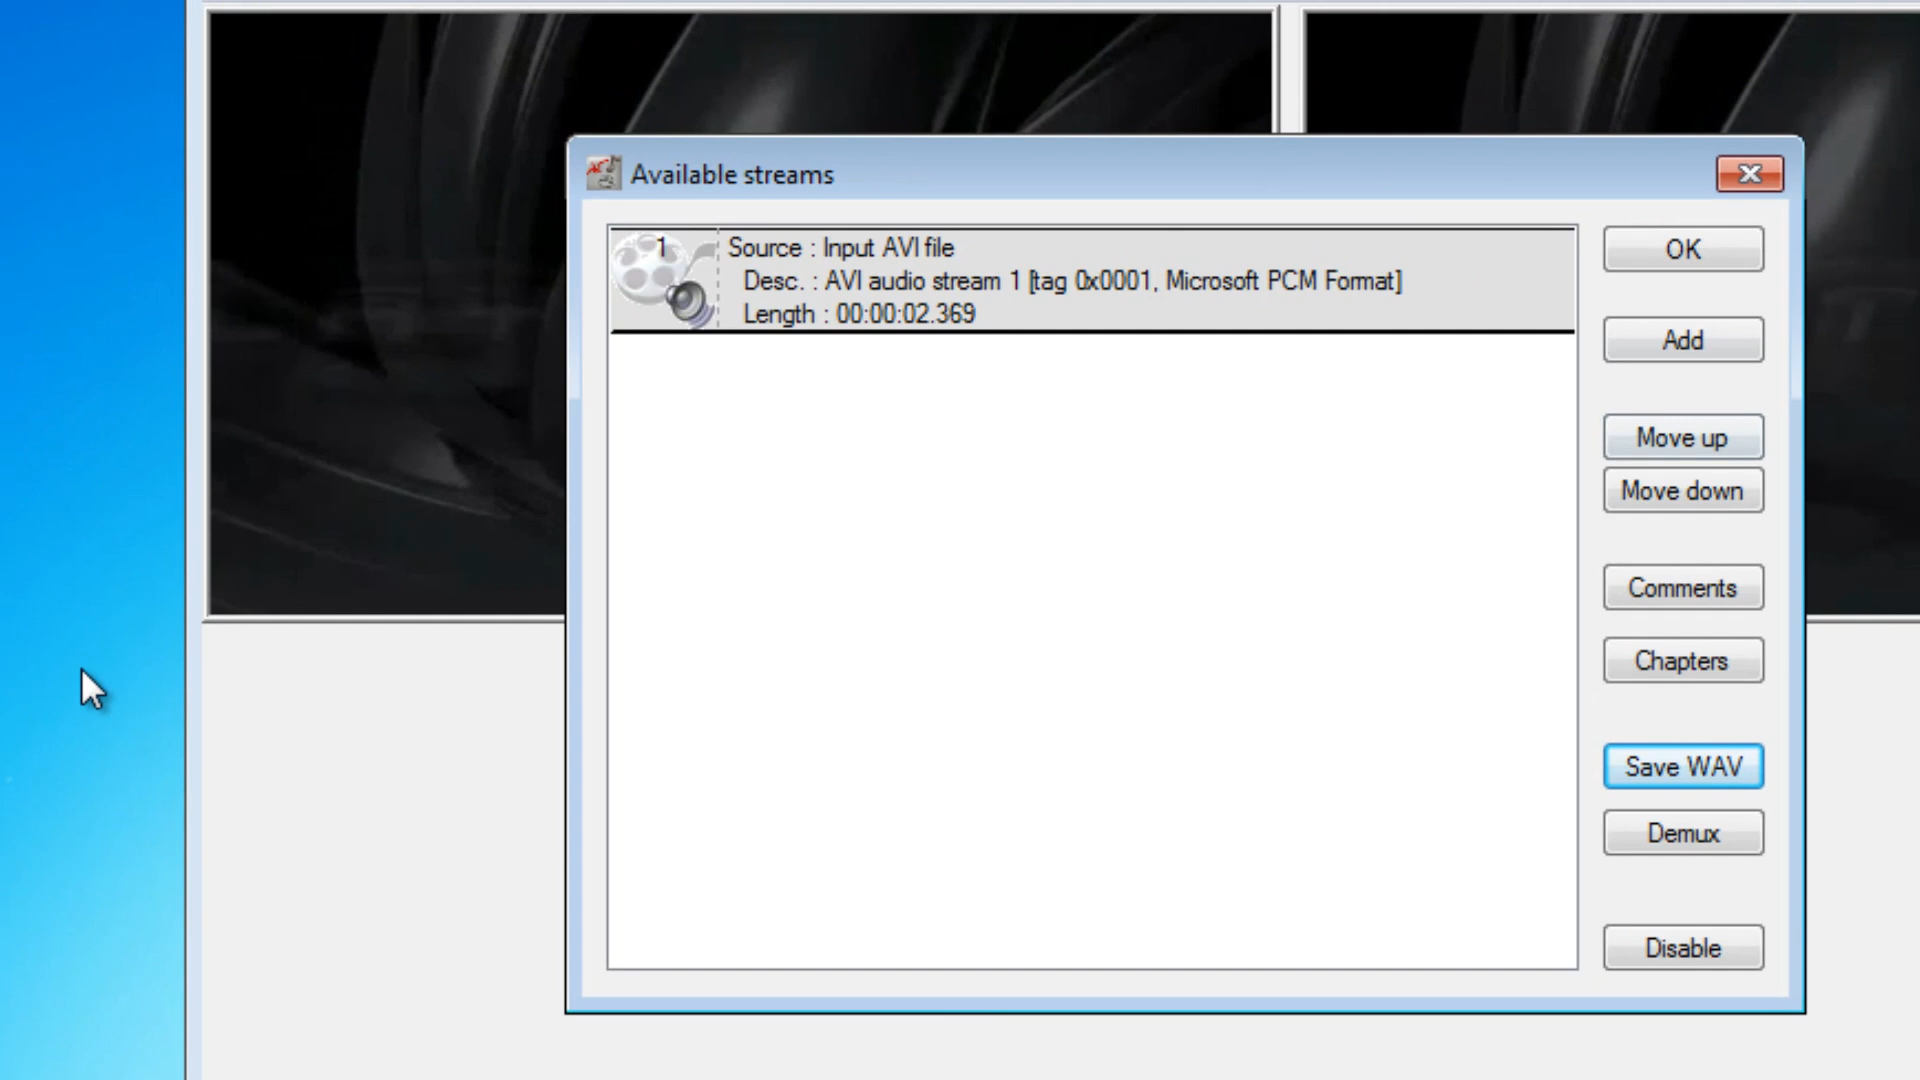 Available streams
1
Source : Input AVI file
Desc. : AVI audio stream 1 [tag 0x0001, Microsoft PCM Format]
Length : 00:00:02.369
OK
Add
Move up
Move down
Comments
Chapters
Save WAV
Demux
Disable